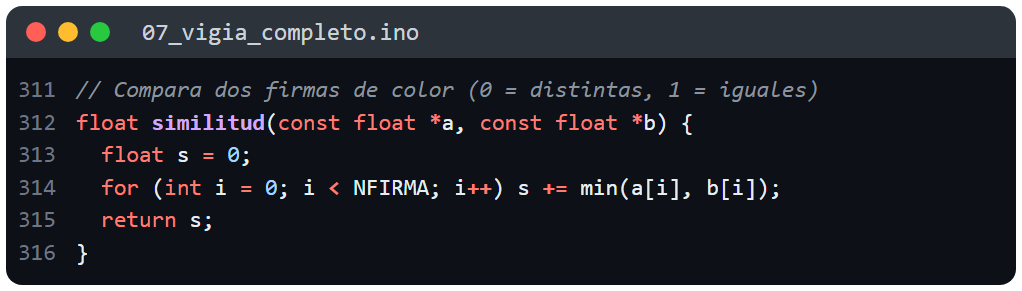 07_vigia_completo.ino
311 // Compara dos firmas de color (0 = distintas, 1 = iguales)
312 float similitud(const float *a, const float *b) {
313   float s = 0;
314   for (int i = 0; i < NFIRMA; i++) s += min(a[i], b[i]);
315   return s;
316 }